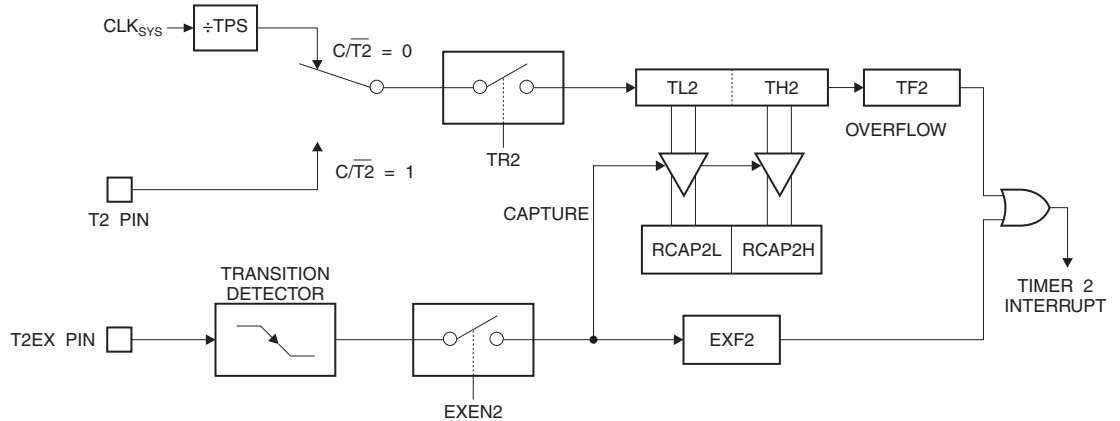 CLKSYS
÷TPS
C/T2 = 0
TL2
TH2
TF2
OVERFLOW
TR2
C/T2 = 1
T2 PIN
CAPTURE
RCAP2L
RCAP2H
TRANSITION
DETECTOR
TIMER 2
INTERRUPT
T2EX PIN
EXF2
EXEN2